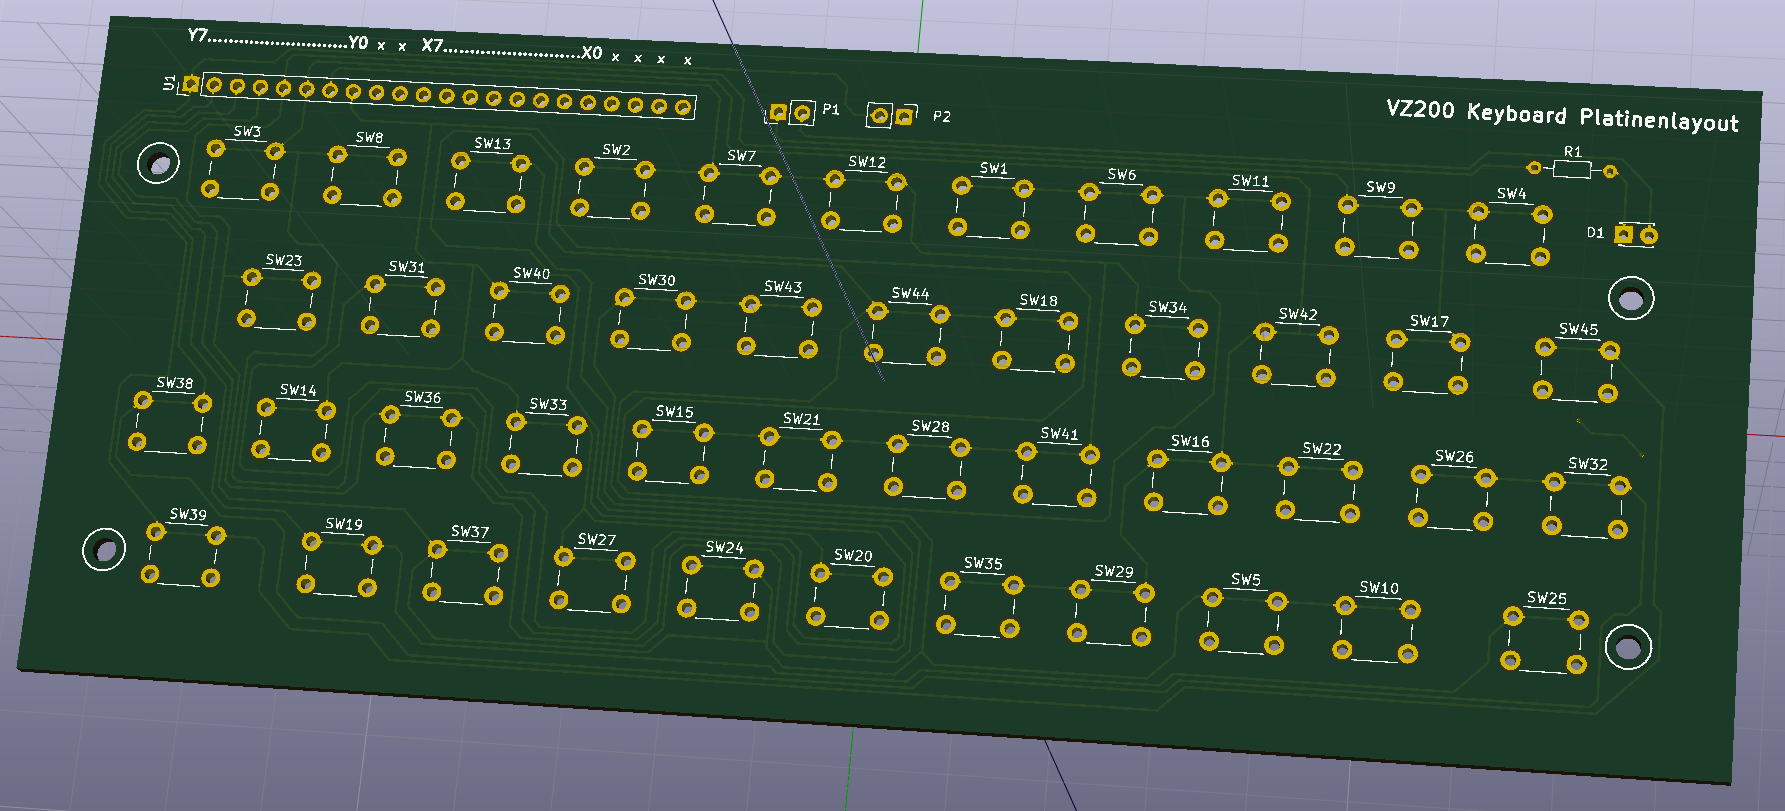 Y7............................Y0 x x X7............................X0 x x x x
U1
P1
P2
VZ200 Keyboard Platinenlayout
R1
SW3 SW8 SW13 SW2 SW7 SW12 SW1 SW6 SW11 SW9 SW4
D1
SW23 SW31 SW40 SW30 SW43 SW44 SW18 SW34 SW42 SW17 SW45
SW38 SW14 SW36 SW33 SW15 SW21 SW28 SW41 SW16 SW22 SW26 SW32
SW39 SW19 SW37 SW27 SW24 SW20 SW35 SW29 SW5 SW10 SW25